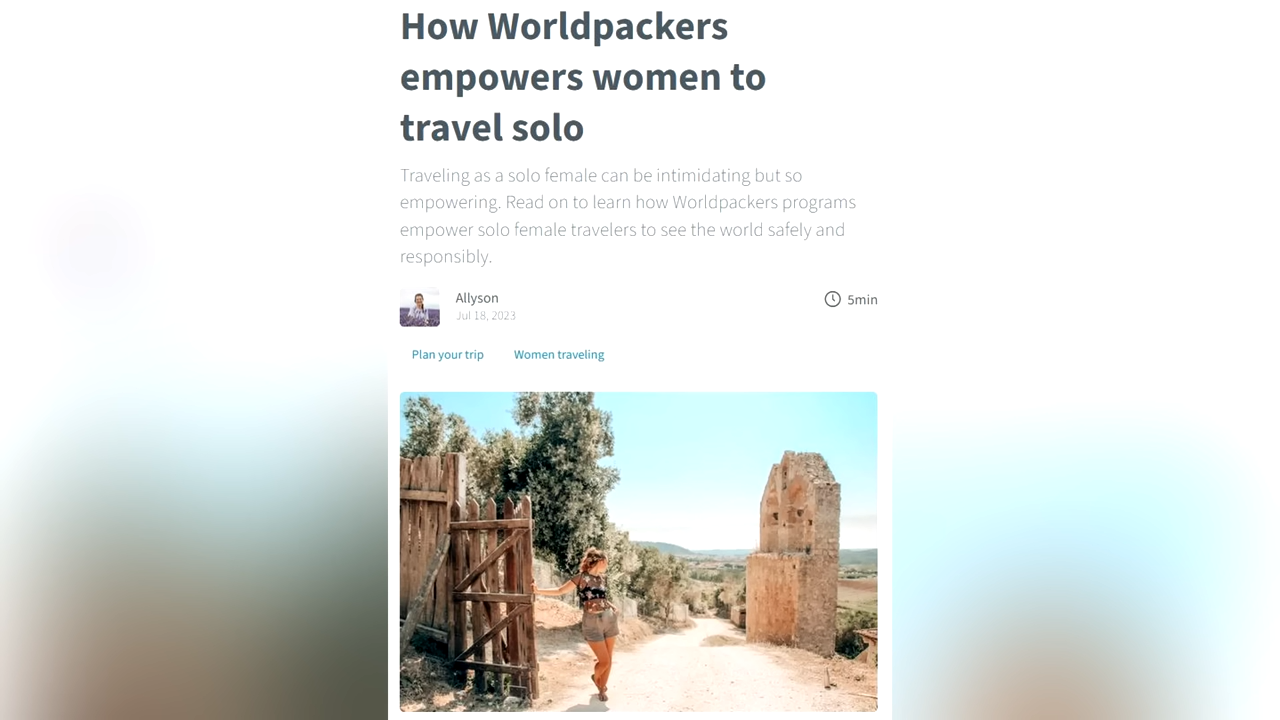 How Worldpackers
empowers women to
travel solo
Traveling as a solo female can be intimidating but so
empowering. Read on to learn how Worldpackers programs
empower solo female travelers to see the world safely and
responsibly.
Allyson
5min
Jul 18, 2023
Plan your trip Women traveling